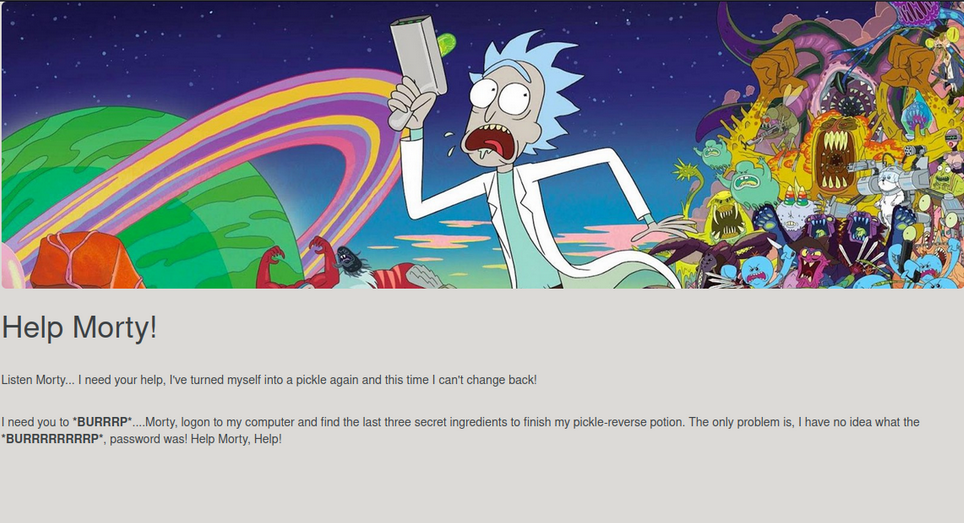 Help Morty!
Listen Morty... I need your help, I've turned myself into a pickle again and this time I can't change back!
I need you to *BURRRP*....Morty, logon to my computer and find the last three secret ingredients to finish my pickle-reverse potion. The only problem is, I have no idea what the
*BURRRRRRRRP*, password was! Help Morty, Help!